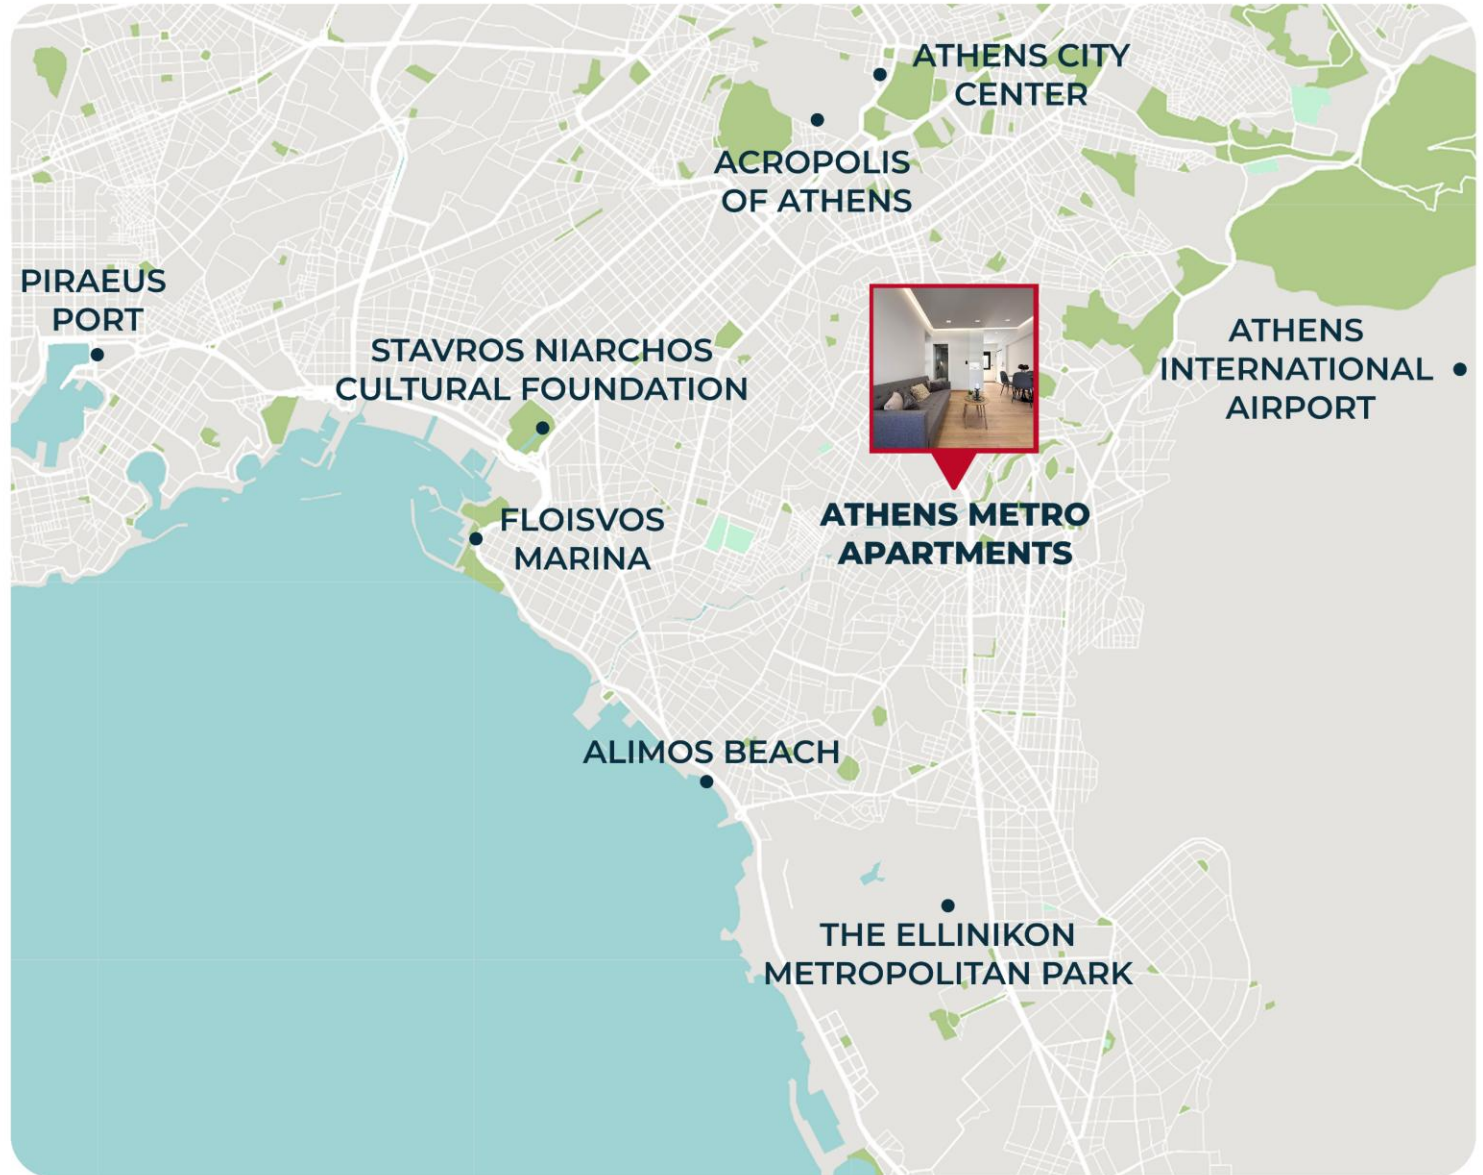 ATHENS CITY
CENTER
ACROPOLIS
OF ATHENS
PIRAEUS
PORT
STAVROS NIARCHOS
CULTURAL FOUNDATION
ATHENS
INTERNATIONAL
AIRPORT
FLOISVOS
MARINA
ATHENS METRO
APARTMENTS
ALIMOS BEACH
THE ELLINIKON
METROPOLITAN PARK